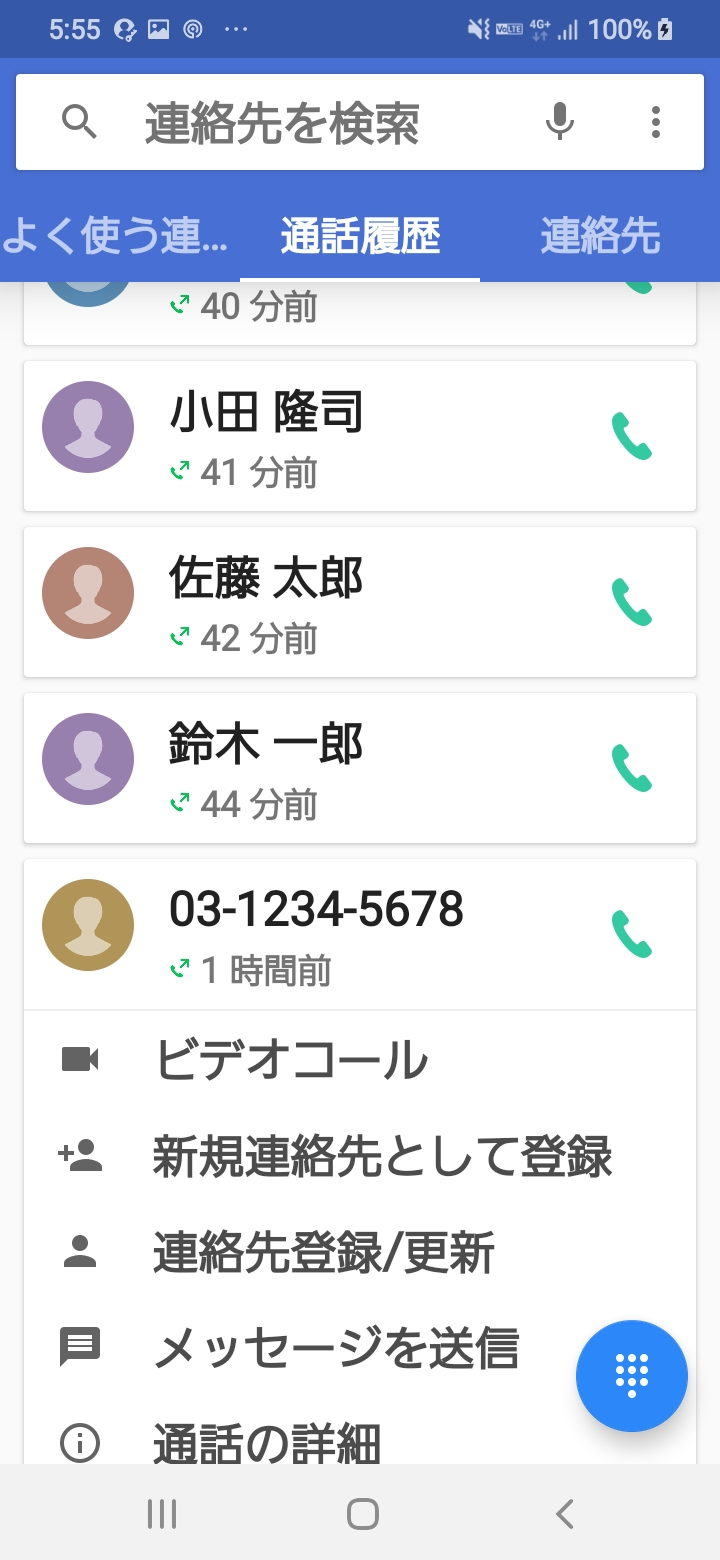 5:55 VoLTE 4G+ 100%
連絡先を検索
よく使う連... 通話履歴 連絡先
40 分前
小田 隆司
41 分前
佐藤 太郎
42 分前
鈴木 一郎
44 分前
03-1234-5678
1 時間前
ビデオコール
新規連絡先として登録
連絡先登録/更新
メッセージを送信
通話の詳細